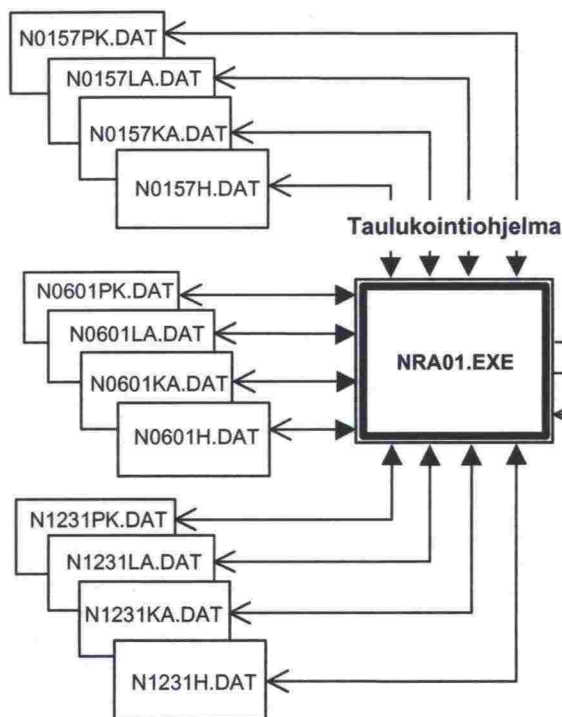 N0157PK.DAT
N0157LA.DAT
N0157KA.DAT
N0157H.DAT
Taulukointiohjelma
N0601PK.DAT
N0601LA.DAT
N0601KA.DAT
N0601H.DAT
NRA01.EXE
N1231PK.DAT
N1231LA.DAT
N1231KA.DAT
N1231H.DAT